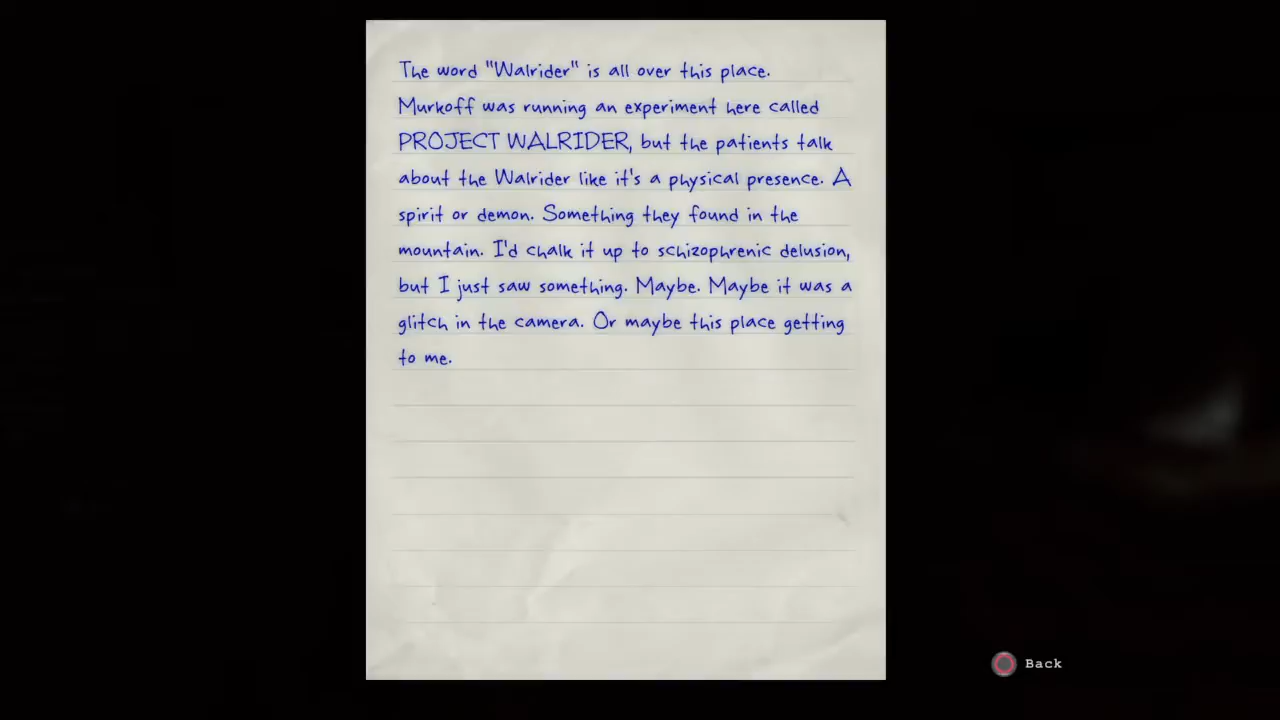 The word "Walrider" is all over this place.
Murkoff was running an experiment here called
PROJECT WALRIDER, but the patients talk
about the Walrider like it's a physical presence. A
spirit or demon. Something they found in the
mountain. I'd chalk it up to schizophrenic delusion,
but I just saw something. Maybe. Maybe it was a
glitch in the camera. Or maybe this place getting
to me.
Back